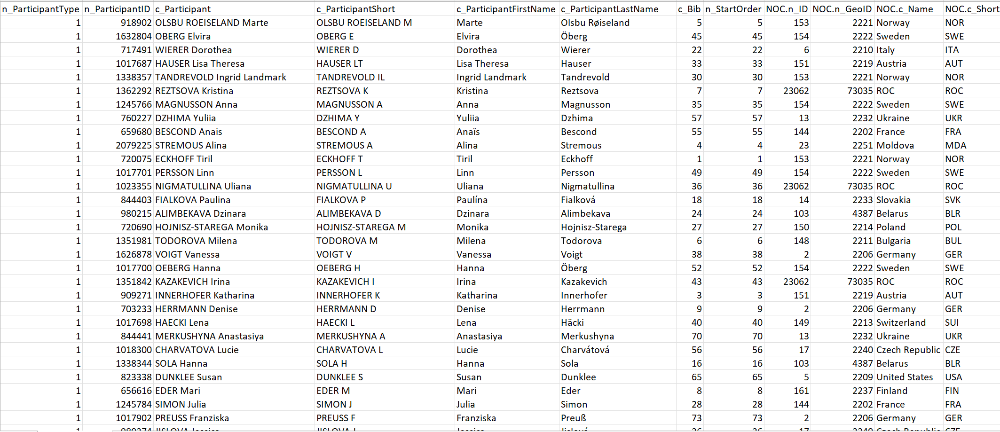 n_ParticipantType n_ParticipantID c_Participant c_ParticipantShort c_ParticipantFirstName c_ParticipantLastName c_Bib n_StartOrder NOC.n_ID NOC.n_GeoID NOC.c_Name NOC.c_Short
1 918902 OLSBU ROEISELAND Marte OLSBU ROEISELAND M Marte Olsbu Røiseland 5 5 153 2221 Norway NOR
1 1632804 OBERG Elvira OBERG E Elvira Öberg 45 45 154 2222 Sweden SWE
1 717491 WIERER Dorothea WIERER D Dorothea Wierer 22 22 6 2210 Italy ITA
1 1017687 HAUSER Lisa Theresa HAUSER LT Lisa Theresa Hauser 33 33 151 2219 Austria AUT
1 1338357 TANDREVOLD Ingrid Landmark TANDREVOLD IL Ingrid Landmark Tandrevold 30 30 153 2221 Norway NOR
1 1362292 REZTSOVA Kristina REZTSOVA K Kristina Reztsova 7 7 23062 73035 ROC ROC
1 1245766 MAGNUSSON Anna MAGNUSSON A Anna Magnusson 35 35 154 2222 Sweden SWE
1 760227 DZHIMA Yuliia DZHIMA Y Yuliia Dzhima 57 57 13 2232 Ukraine UKR
1 659680 BESCOND Anais BESCOND A Anaïs Bescond 55 55 144 2202 France FRA
1 2079225 STREMOUS Alina STREMOUS A Alina Stremous 4 4 23 2251 Moldova MDA
1 720075 ECKHOFF Tiril ECKHOFF T Tiril Eckhoff 1 1 153 2221 Norway NOR
1 1017701 PERSSON Linn PERSSON L Linn Persson 49 49 154 2222 Sweden SWE
1 1023355 NIGMATULLINA Uliana NIGMATULLINA U Uliana Nigmatullina 36 36 23062 73035 ROC ROC
1 844403 FIALKOVA Paulina FIALKOVA P Paulína Fialková 18 18 14 2233 Slovakia SVK
1 980215 ALIMBEKAVA Dzinara ALIMBEKAVA D Dzinara Alimbekava 24 24 103 4387 Belarus BLR
1 720690 HOJNISZ-STAREGA Monika HOJNISZ-STAREGA M Monika Hojnisz-Starega 27 27 150 2214 Poland POL
1 1351981 TODOROVA Milena TODOROVA M Milena Todorova 6 6 148 2211 Bulgaria BUL
1 1626878 VOIGT Vanessa VOIGT V Vanessa Voigt 38 38 2 2206 Germany GER
1 1017700 OEBERG Hanna OEBERG H Hanna Öberg 52 52 154 2222 Sweden SWE
1 1351842 KAZAKEVICH Irina KAZAKEVICH I Irina Kazakevich 43 43 23062 73035 ROC ROC
1 909271 INNERHOFER Katharina INNERHOFER K Katharina Innerhofer 3 3 151 2219 Austria AUT
1 703233 HERRMANN Denise HERRMANN D Denise Herrmann 9 9 2 2206 Germany GER
1 1017698 HAECKI Lena HAECKI L Lena Häcki 40 40 149 2213 Switzerland SUI
1 844441 MERKUSHYNA Anastasiya MERKUSHYNA A Anastasiya Merkushyna 70 70 13 2232 Ukraine UKR
1 1018300 CHARVATOVA Lucie CHARVATOVA L Lucie Charvátová 56 56 17 2240 Czech Republic CZE
1 1338344 SOLA Hanna SOLA H Hanna Sola 16 16 103 4387 Belarus BLR
1 823338 DUNKLEE Susan DUNKLEE S Susan Dunklee 65 65 5 2209 United States USA
1 656616 EDER Mari EDER M Mari Eder 8 8 161 2237 Finland FIN
1 1245784 SIMON Julia SIMON J Julia Simon 28 28 144 2202 France FRA
1 1017902 PREUSS Franziska PREUSS F Franziska Preuß 73 73 2 2206 Germany GER